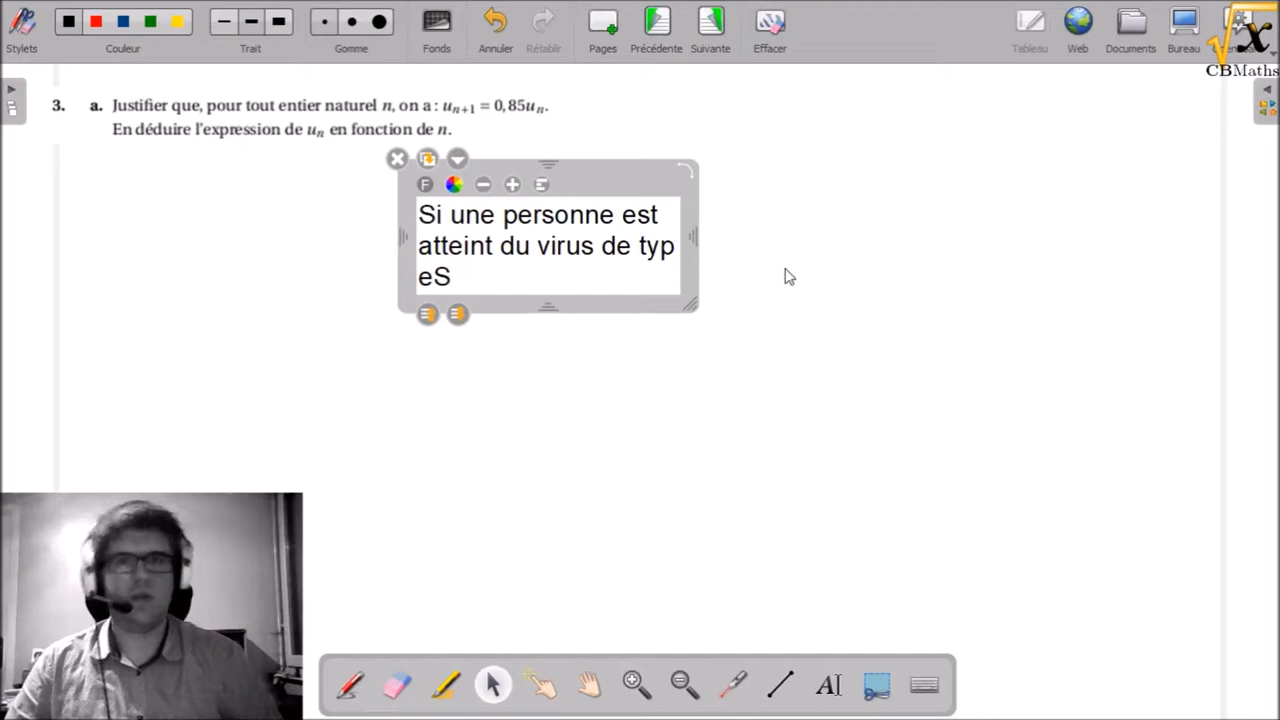 Stylets
Couleur
Trait
Gomme
Fonds
Annuler
Rétablir
Pages
Précédente
Suivante
Effacer
Tableau
Web
Documents
Bureau
CBMaths
3. a. Justifier que, pour tout entier naturel n, on a : uₙ₊₁ = 0,85uₙ.
En déduire l'expression de uₙ en fonction de n.
F
Si une personne est
atteint du virus de typ
eS
AI